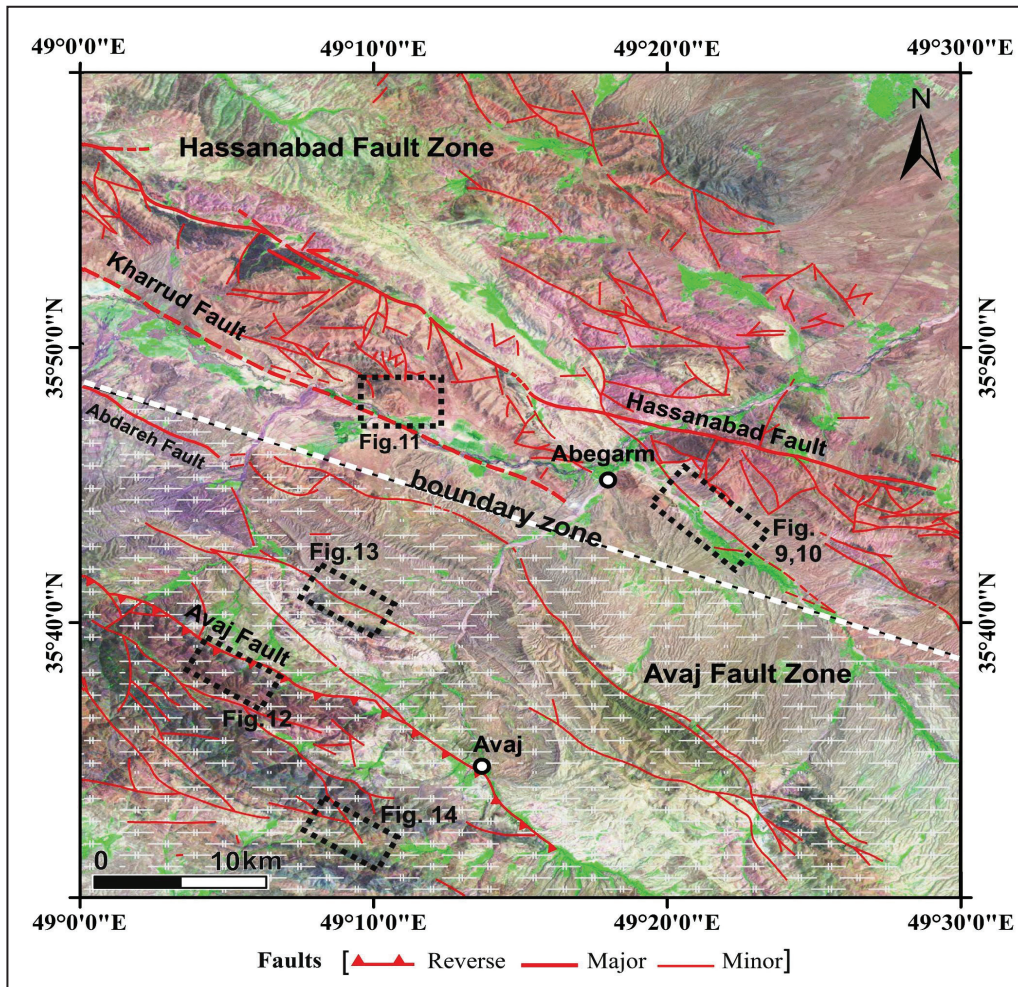 49°0'0"E 49°10'0"E 49°20'0"E 49°30'0"E
N
Hassanabad Fault Zone
Kharrud Fault
35°50'0"N
35°50'0"N
Hassanabad Fault
Abdareh Fault
Fig.11
Abegarm
boundary zone
Fig.
9,10
Fig.13
35°40'0"N
35°40'0"N
Avaj Fault
Avaj Fault Zone
Fig.12
Avaj
Fig. 14
0 10km
49°0'0"E 49°10'0"E 49°20'0"E 49°30'0"E
Faults [ Reverse Major Minor ]